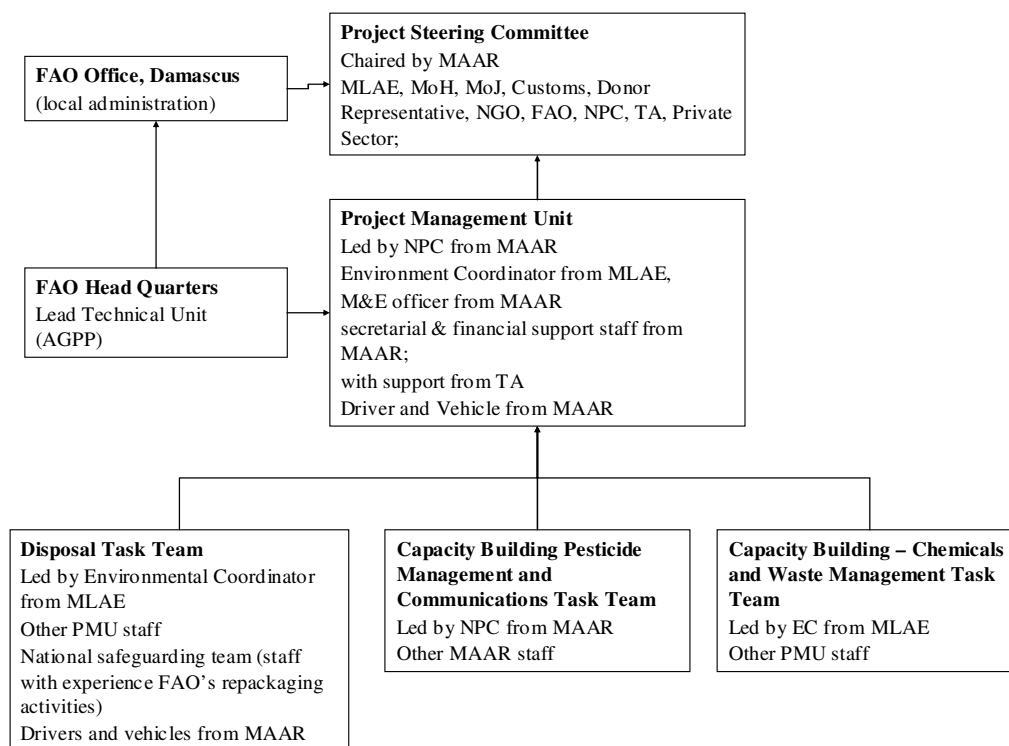 Project Steering Committee
Chaired by MAAR
MLAE, MoH, MoJ, Customs, Donor
Representative, NGO, FAO, NPC, TA, Private
Sector;
FAO Office, Damascus
(local administration)
Project Management Unit
Led by NPC from MAAR
Environment Coordinator from MLAE,
M&E officer from MAAR
secretarial & financial support staff from
MAAR;
with support from TA
Driver and Vehicle from MAAR
FAO Head Quarters
Lead Technical Unit
(AGPP)
Disposal Task Team
Led by Environmental Coordinator
from MLAE
Other PMU staff
National safeguarding team (staff
with experience FAO’s repackaging
activities)
Drivers and vehicles from MAAR
Capacity Building Pesticide
Management and
Communications Task Team
Led by NPC from MAAR
Other MAAR staff
Capacity Building – Chemicals
and Waste Management Task
Team
Led by EC from MLAE
Other PMU staff